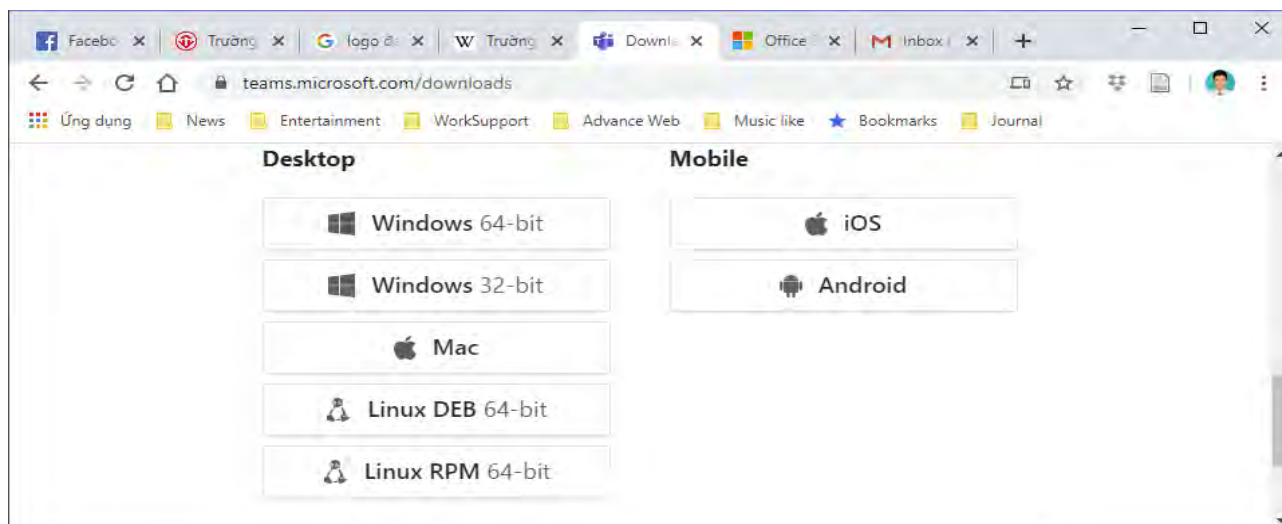 Facebo Trường logo đ Trường Downl Office Inbox
teams.microsoft.com/downloads
Ứng dụng News Entertainment WorkSupport Advance Web Music like Bookmarks Journal
Desktop Mobile
Windows 64-bit iOS
Windows 32-bit Android
Mac
Linux DEB 64-bit
Linux RPM 64-bit